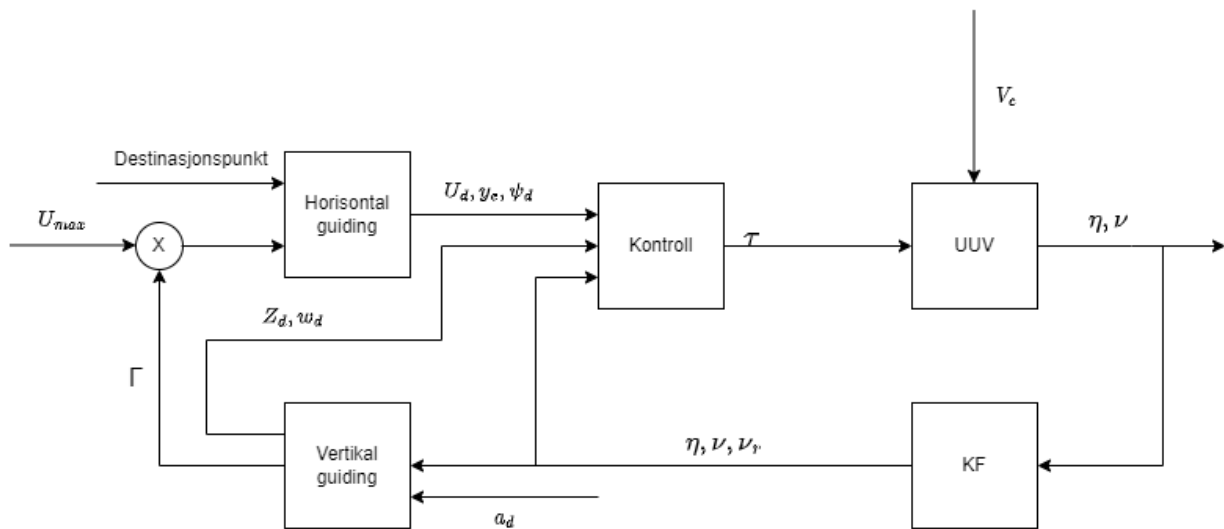 V_c
Destinasjonspunkt
Horisontal
guiding
U_d, y_e, ψ_d
U_max
X
Kontroll
τ
UUV
η, ν
Z_d, w_d
Γ
Vertikal
guiding
η, ν, ν_r
KF
a_d